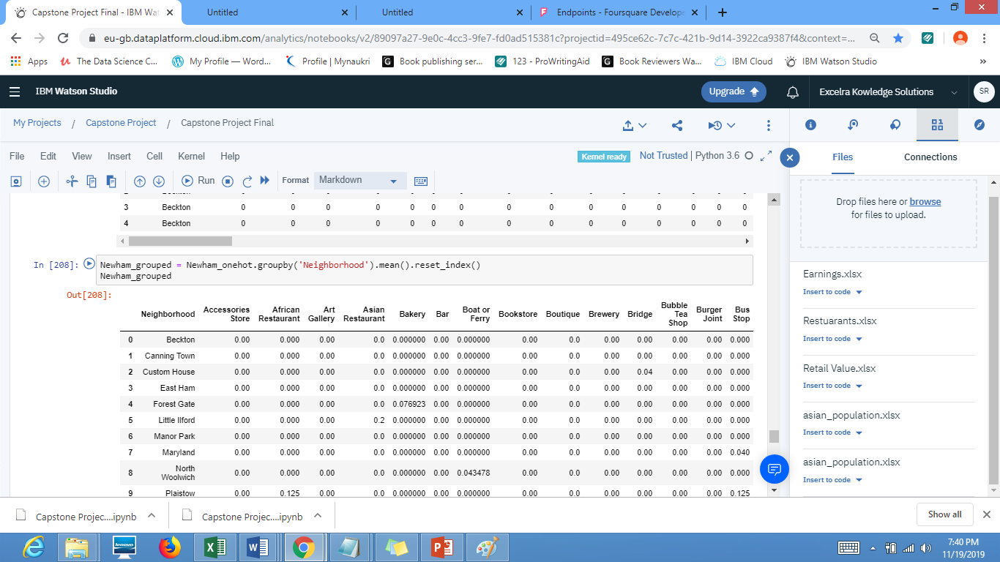 Capstone Project Final - IBM Wat
Untitled
Untitled
Endpoints - Foursquare Develope
eu-gb.dataplatform.cloud.ibm.com/analytics/notebooks/v2/89097a27-9e0c-4cc3-9fe7-fd0ad515381c?projectid=495ce62c-7c7c-421b-9d14-3922ca9387f4&context=...
Apps The Data Science C... My Profile — Word... Profile | Mynaukri Book publishing ser... 123 - ProWritingAid Book Reviewers Wa... IBM Cloud IBM Watson Studio »
IBM Watson Studio Upgrade Excelra Kowledge Solutions SR
My Projects / Capstone Project / Capstone Project Final
File Edit View Insert Cell Kernel Help Kernel ready Not Trusted | Python 3.6
Run Format Markdown
3 Beckton 0 0 0 0 0 0 0 0 0 0 0 0 0 0
4 Beckton 0 0 0 0 0 0 0 0 0 0 0 0 0 0
In [208]: Newham_grouped = Newham_onehot.groupby('Neighborhood').mean().reset_index()
Newham_grouped
Out[208]:
Neighborhood Accessories Store African Restaurant Art Gallery Asian Restaurant Bakery Bar Boat or Ferry Bookstore Boutique Brewery Bridge Bubble Tea Shop Burger Joint Bus Stop
0 Beckton 0.00 0.000 0.00 0.0 0.000000 0.00 0.000000 0.00 0.0 0.00 0.00 0.00 0.00 0.000
1 Canning Town 0.00 0.000 0.00 0.0 0.000000 0.00 0.000000 0.00 0.0 0.00 0.00 0.00 0.00 0.000
2 Custom House 0.00 0.000 0.00 0.0 0.000000 0.00 0.000000 0.00 0.0 0.00 0.04 0.00 0.00 0.000
3 East Ham 0.00 0.000 0.00 0.0 0.000000 0.00 0.000000 0.00 0.0 0.00 0.00 0.00 0.00 0.000
4 Forest Gate 0.00 0.000 0.00 0.0 0.076923 0.00 0.000000 0.00 0.0 0.00 0.00 0.00 0.00 0.000
5 Little Ilford 0.00 0.000 0.00 0.2 0.000000 0.00 0.000000 0.00 0.0 0.00 0.00 0.00 0.00 0.000
6 Manor Park 0.00 0.000 0.00 0.0 0.000000 0.00 0.000000 0.00 0.0 0.00 0.00 0.00 0.00 0.000
7 Maryland 0.00 0.000 0.00 0.0 0.000000 0.00 0.000000 0.00 0.0 0.00 0.00 0.00 0.00 0.040
8 North Woolwich 0.00 0.000 0.00 0.0 0.000000 0.00 0.043478 0.00 0.0 0.00 0.00 0.00 0.00 0.000
9 Plaistow 0.00 0.125 0.00 0.0 0.000000 0.00 0.000000 0.00 0.0 0.00 0.00 0.00 0.00 0.125
Files Connections
Drop files here or browse
for files to upload.
Earnings.xlsx
Insert to code
Restuarants.xlsx
Insert to code
Retail Value.xlsx
Insert to code
asian_population.xlsx
Insert to code
asian_population.xlsx
Insert to code
Capstone Projec....ipynb
Capstone Projec....ipynb
Show all
lenovo
7:40 PM
11/19/2019